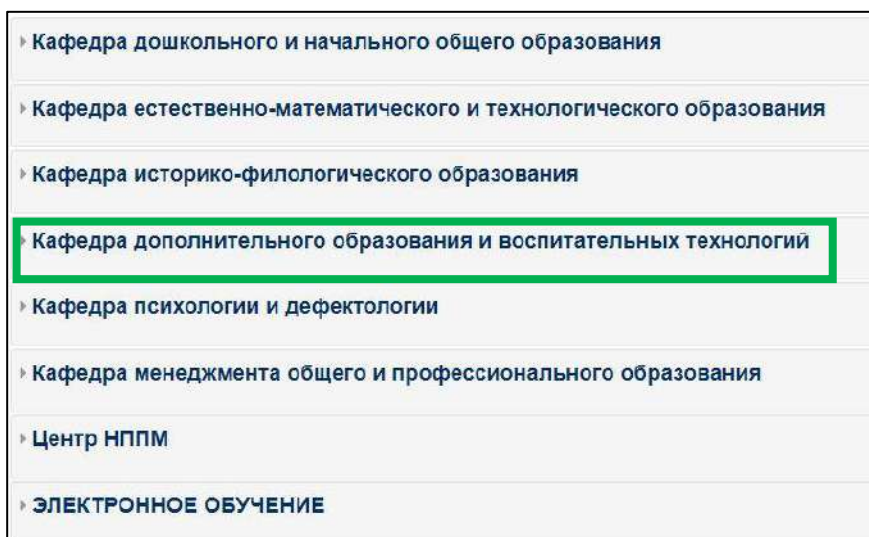 Кафедра дошкольного и начального общего образования
Кафедра естественно-математического и технологического образования
Кафедра историко-филологического образования
Кафедра дополнительного образования и воспитательных технологий
Кафедра психологии и дефектологии
Кафедра менеджмента общего и профессионального образования
Центр НППМ
ЭЛЕКТРОННОЕ ОБУЧЕНИЕ